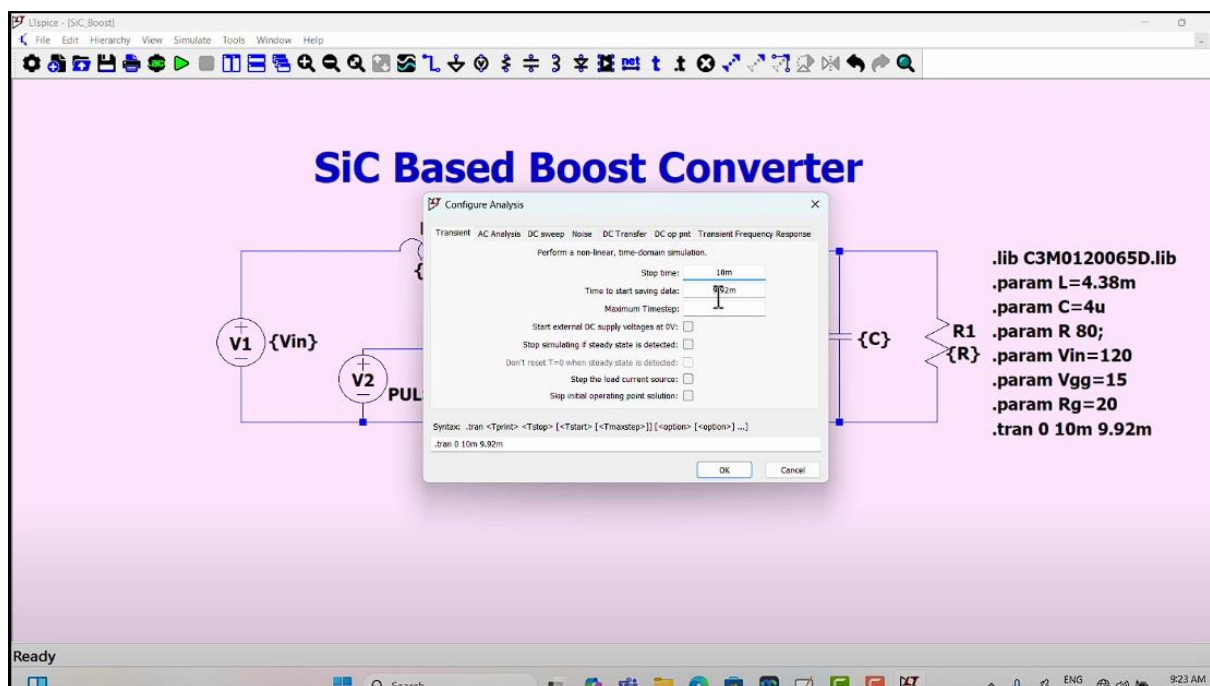 LTspice - [SiC_Boost]
File Edit Hierarchy View Simulate Tools Window Help
SiC Based Boost Converter
Configure Analysis
Transient AC Analysis DC sweep Noise DC Transfer DC op pnt Transient Frequency Response
Perform a non-linear, time-domain simulation.
Stop time: 10m
Time to start saving data: 9.92m
Maximum Timestep:
Start external DC supply voltages at 0V:
Stop simulating if steady state is detected:
Don't reset T=0 when steady state is detected:
Step the load current source:
Skip initial operating point solution:
Syntax: .tran <Tprint> <Tstop> [<Tstart> [<Tmaxstep>]] [<option> [<option>] ...]
.tran 0 10m 9.92m
OK Cancel
V1 {Vin}
V2 PUL
{C}
R1
{R}
.lib C3M0120065D.lib
.param L=4.38m
.param C=4u
.param R 80;
.param Vin=120
.param Vgg=15
.param Rg=20
.tran 0 10m 9.92m
Ready
Search
ENG
9:23 AM